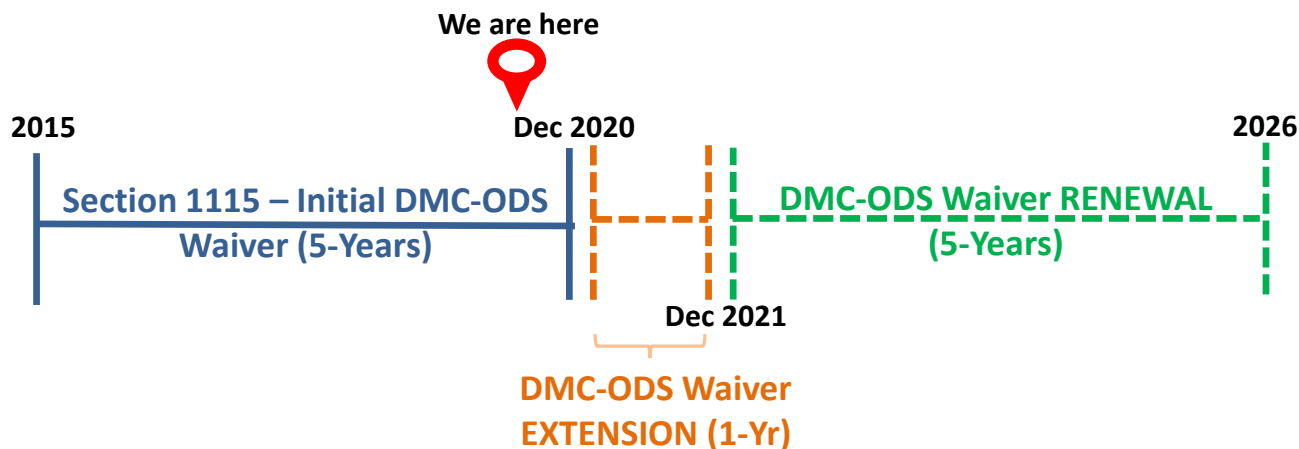 We are here
2015
Dec 2020
2026
Section 1115 – Initial DMC-ODS
Waiver (5-Years)
DMC-ODS Waiver RENEWAL
(5-Years)
Dec 2021
DMC-ODS Waiver
EXTENSION (1-Yr)